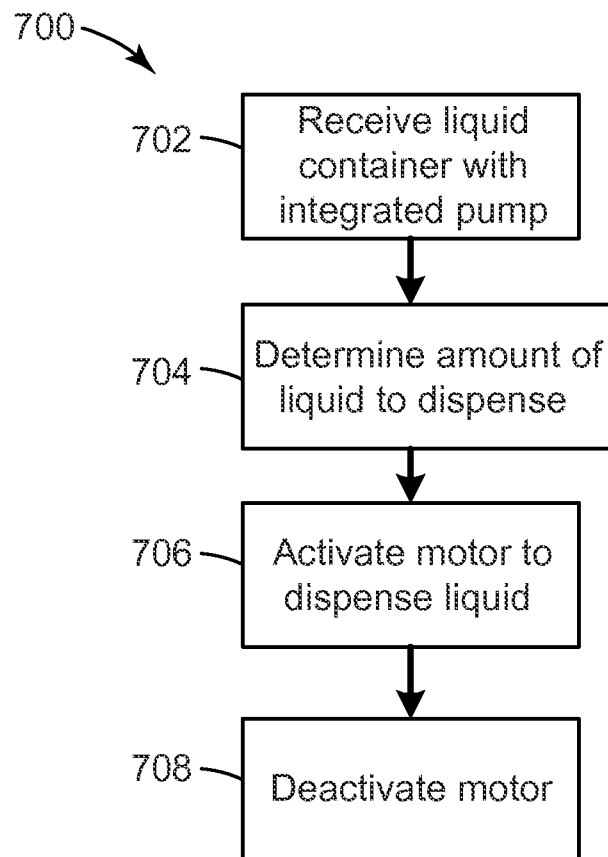 700
702
Receive liquid
container with
integrated pump
704
Determine amount of
liquid to dispense
706
Activate motor to
dispense liquid
708
Deactivate motor